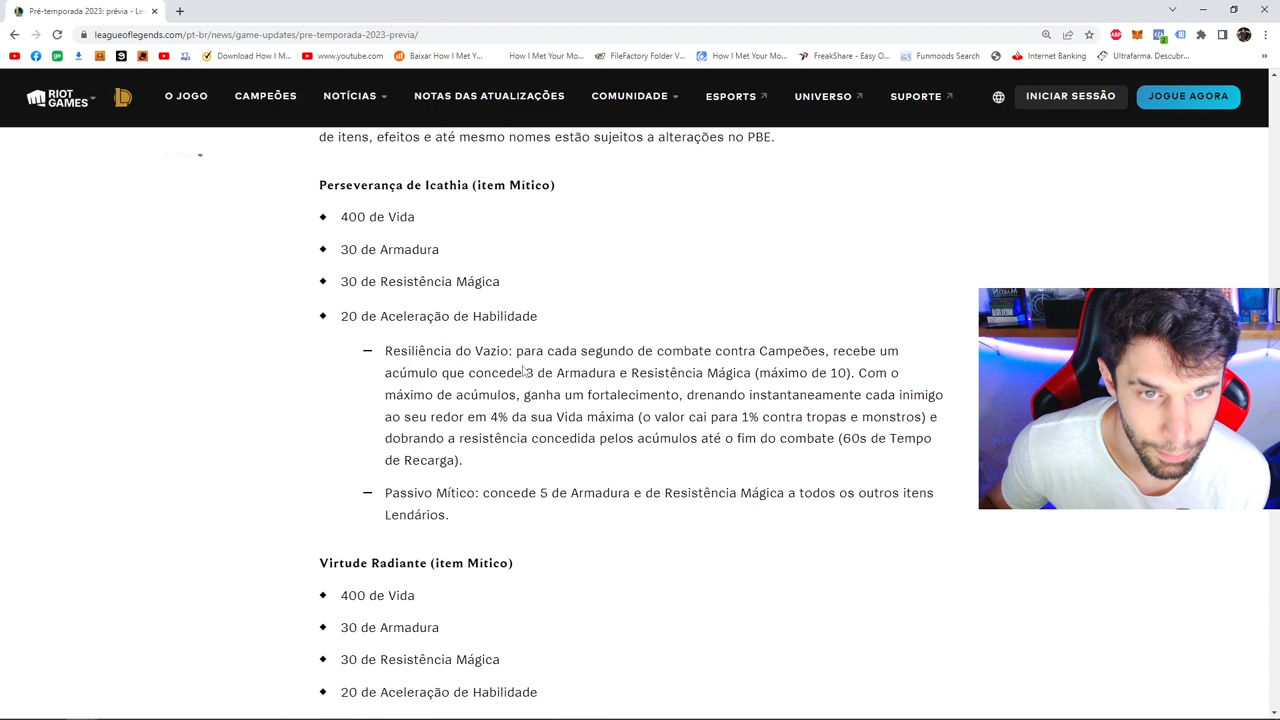 Pré-temporada 2023: prévia - Le
leagueoflegends.com/pt-br/news/game-updates/pre-temporada-2023-previa/
Download How I M... www.youtube.com Baixar How I Met Y... How I Met Your Mo... FileFactory Folder V... How I Met Your Mo... FreakShare - Easy O... Funmoods Search Internet Banking Ultrafarma. Descubr... »
RIOT GAMES O JOGO CAMPEÕES NOTÍCIAS NOTAS DAS ATUALIZAÇÕES COMUNIDADE ESPORTS UNIVERSO SUPORTE INICIAR SESSÃO JOGUE AGORA
de itens, efeitos e até mesmo nomes estão sujeitos a alterações no PBE.
Perseverança de Icathia (item Mítico)
400 de Vida
30 de Armadura
30 de Resistência Mágica
20 de Aceleração de Habilidade
Resiliência do Vazio: para cada segundo de combate contra Campeões, recebe um
acúmulo que concede 3 de Armadura e Resistência Mágica (máximo de 10). Com o
máximo de acúmulos, ganha um fortalecimento, drenando instantaneamente cada inimigo
ao seu redor em 4% da sua Vida máxima (o valor cai para 1% contra tropas e monstros) e
dobrando a resistência concedida pelos acúmulos até o fim do combate (60s de Tempo
de Recarga).
Passivo Mítico: concede 5 de Armadura e de Resistência Mágica a todos os outros itens
Lendários.
Virtude Radiante (item Mítico)
400 de Vida
30 de Armadura
30 de Resistência Mágica
20 de Aceleração de Habilidade